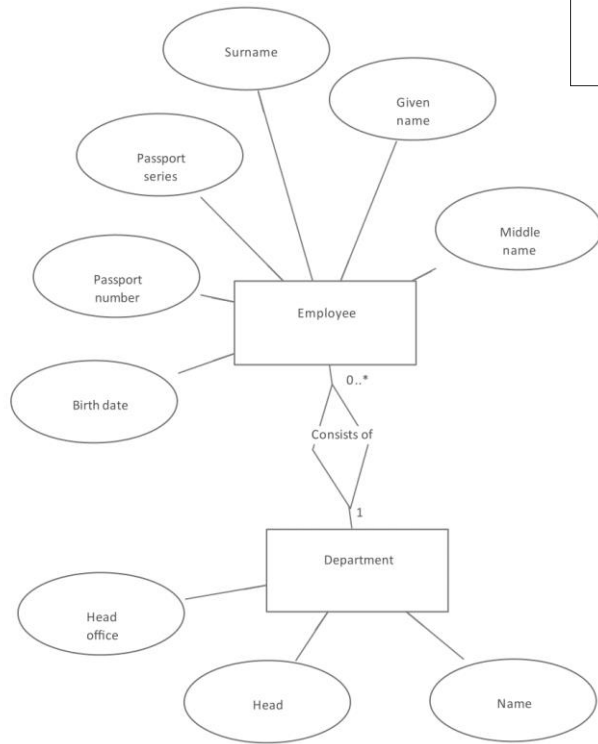 Surname
Given
name
Passport
series
Middle
name
Passport
number
Employee
Birth date
0..*
Consists of
1
Department
Head
office
Head
Name